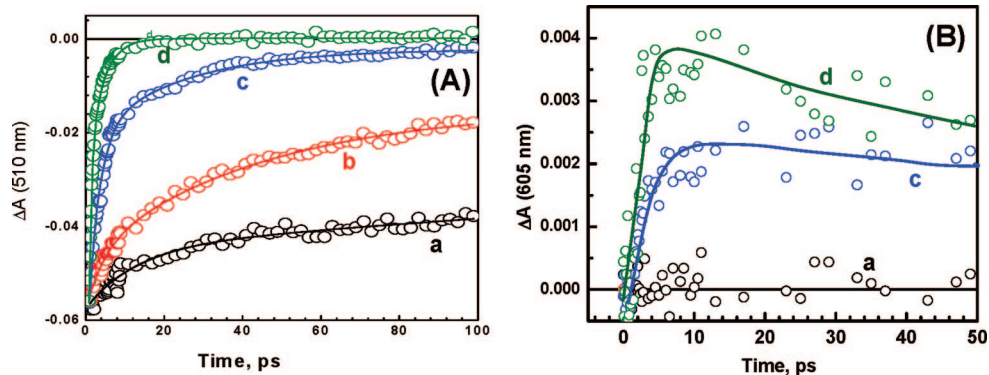 (A)
ΔA (510 nm)
0.00
-0.02
-0.04
-0.06
d
d
c
b
a
0 20 40 60 80 100
Time, ps
(B)
ΔA (605 nm)
0.004
0.003
0.002
0.001
0.000
d
c
a
0 10 20 30 40 50
Time, ps